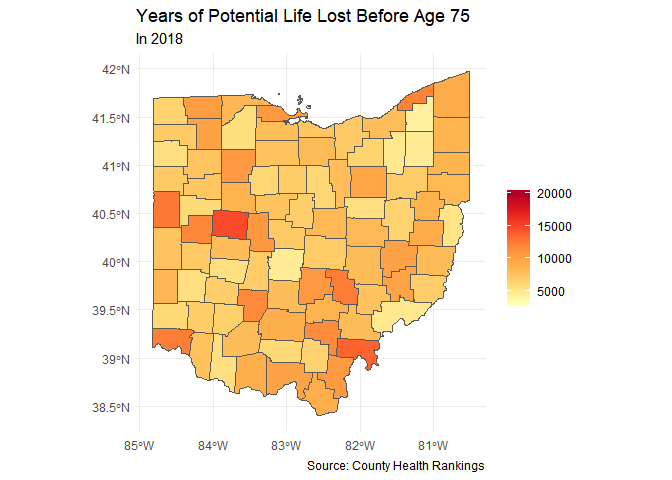 Years of Potential Life Lost Before Age 75
In 2018
42°N
41.5°N
41°N
40.5°N
40°N
39.5°N
39°N
38.5°N
20000
15000
10000
5000
85°W
84°W
83°W
82°W
81°W
Source: County Health Rankings